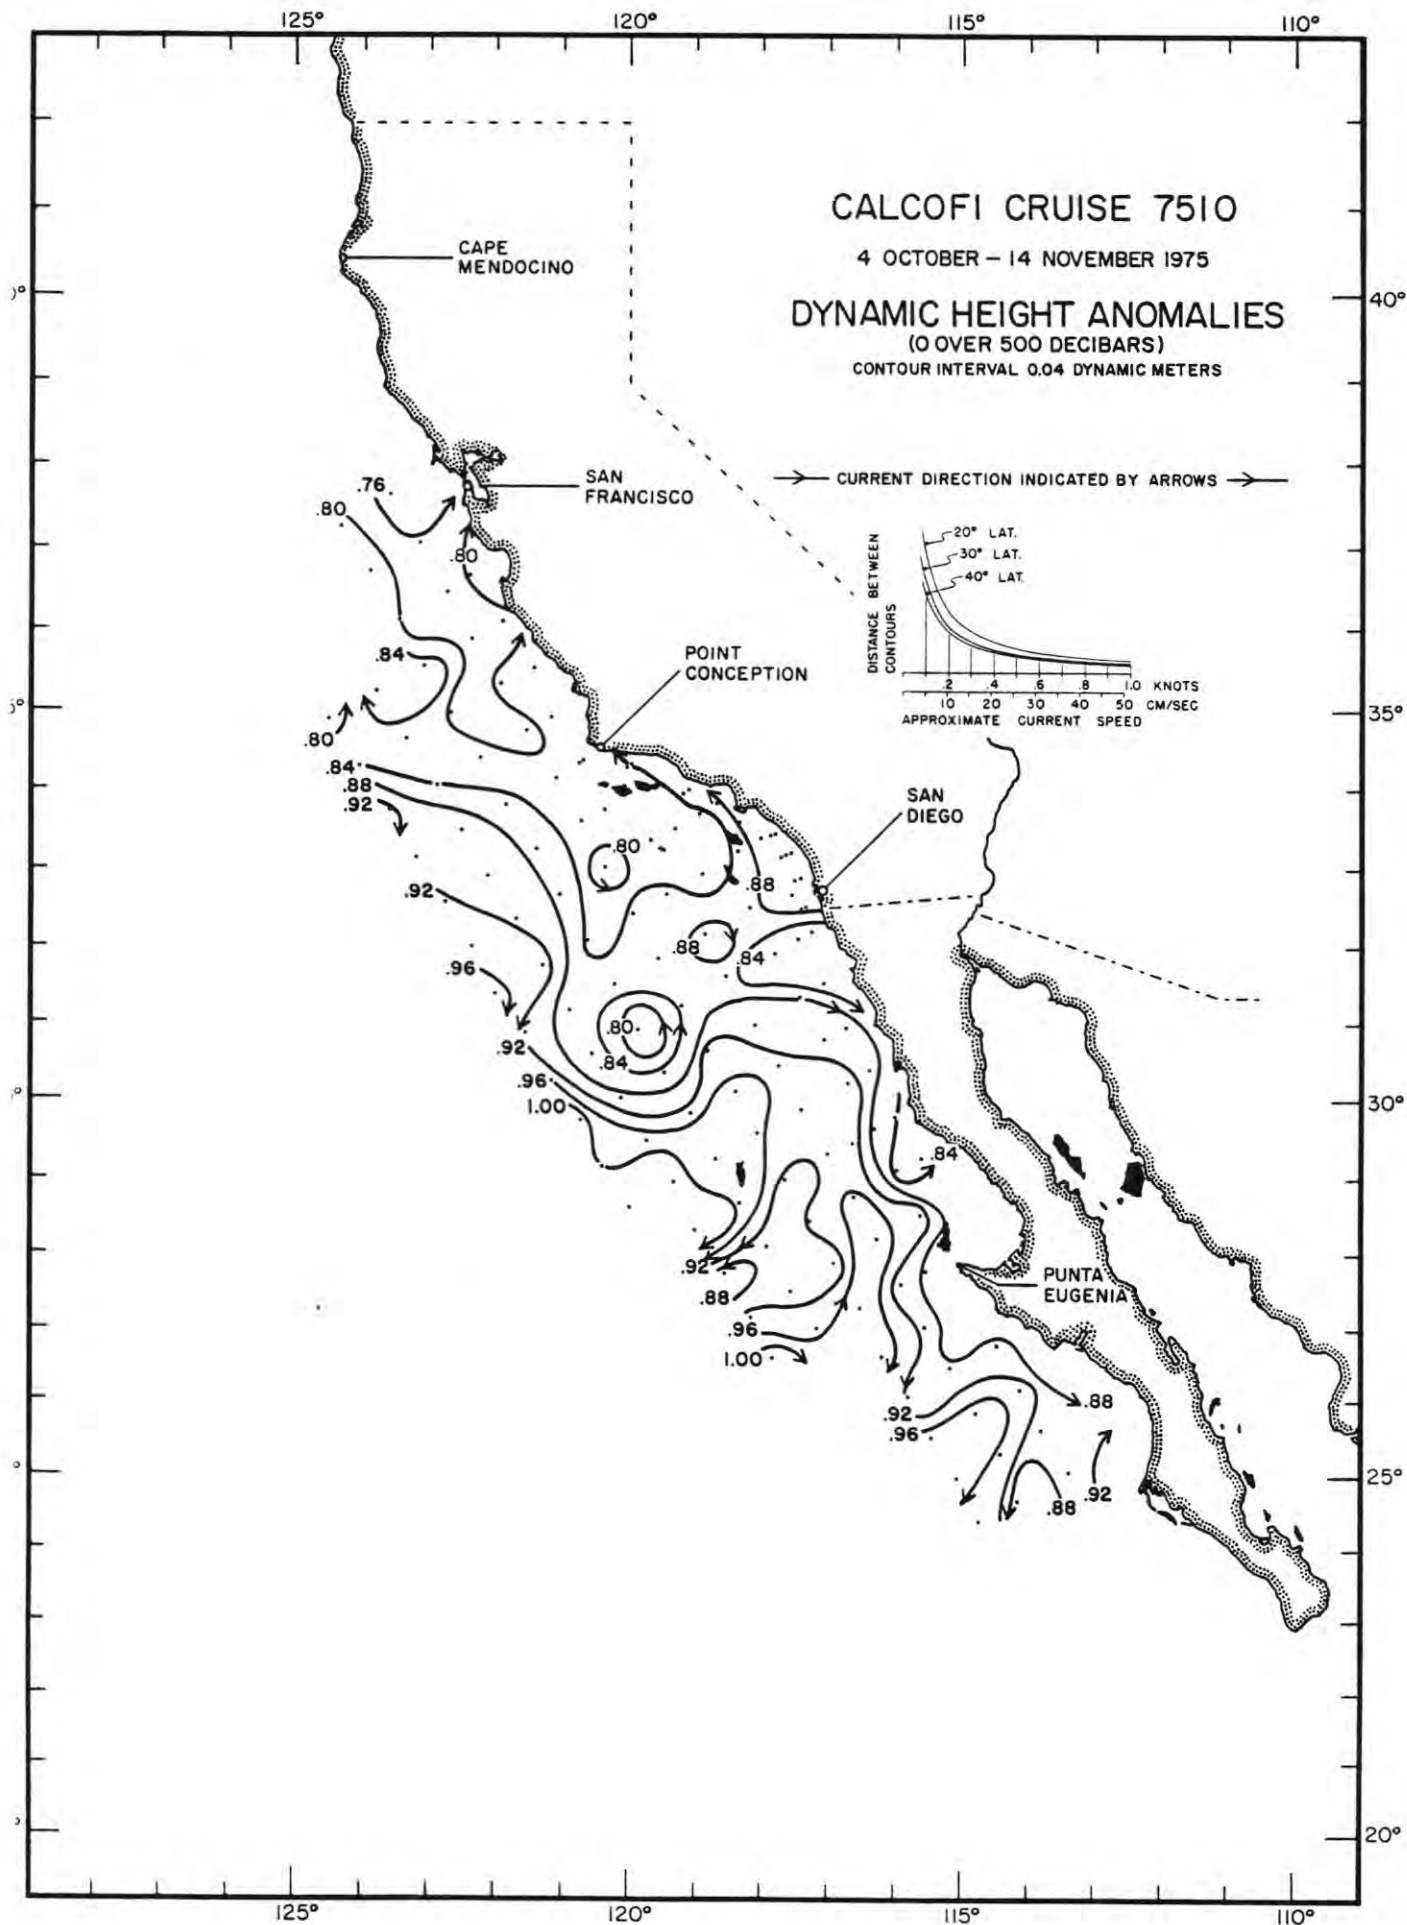 125° 120° 115° 110°
CALCOFI CRUISE 7510
4 OCTOBER – 14 NOVEMBER 1975
CAPE
MENDOCINO
40°
DYNAMIC HEIGHT ANOMALIES
(0 OVER 500 DECIBARS)
CONTOUR INTERVAL 0.04 DYNAMIC METERS
SAN
FRANCISCO
CURRENT DIRECTION INDICATED BY ARROWS
.76
.80
.80
20° LAT.
30° LAT.
40° LAT.
DISTANCE BETWEEN
CONTOURS
.2 .4 .6 .8 1.0 KNOTS
10 20 30 40 50 CM/SEC
APPROXIMATE CURRENT SPEED
POINT
CONCEPTION
.84
35°
.80
.84
.88
.92
SAN
DIEGO
.80
.88
.92
.88
.84
.96
.80
.92
.84
.96
1.00
30°
.84
.92
.88
PUNTA
EUGENIA
.96
1.00
.88
.92
.96
25°
.88
.92
20°
125° 120° 115° 110°